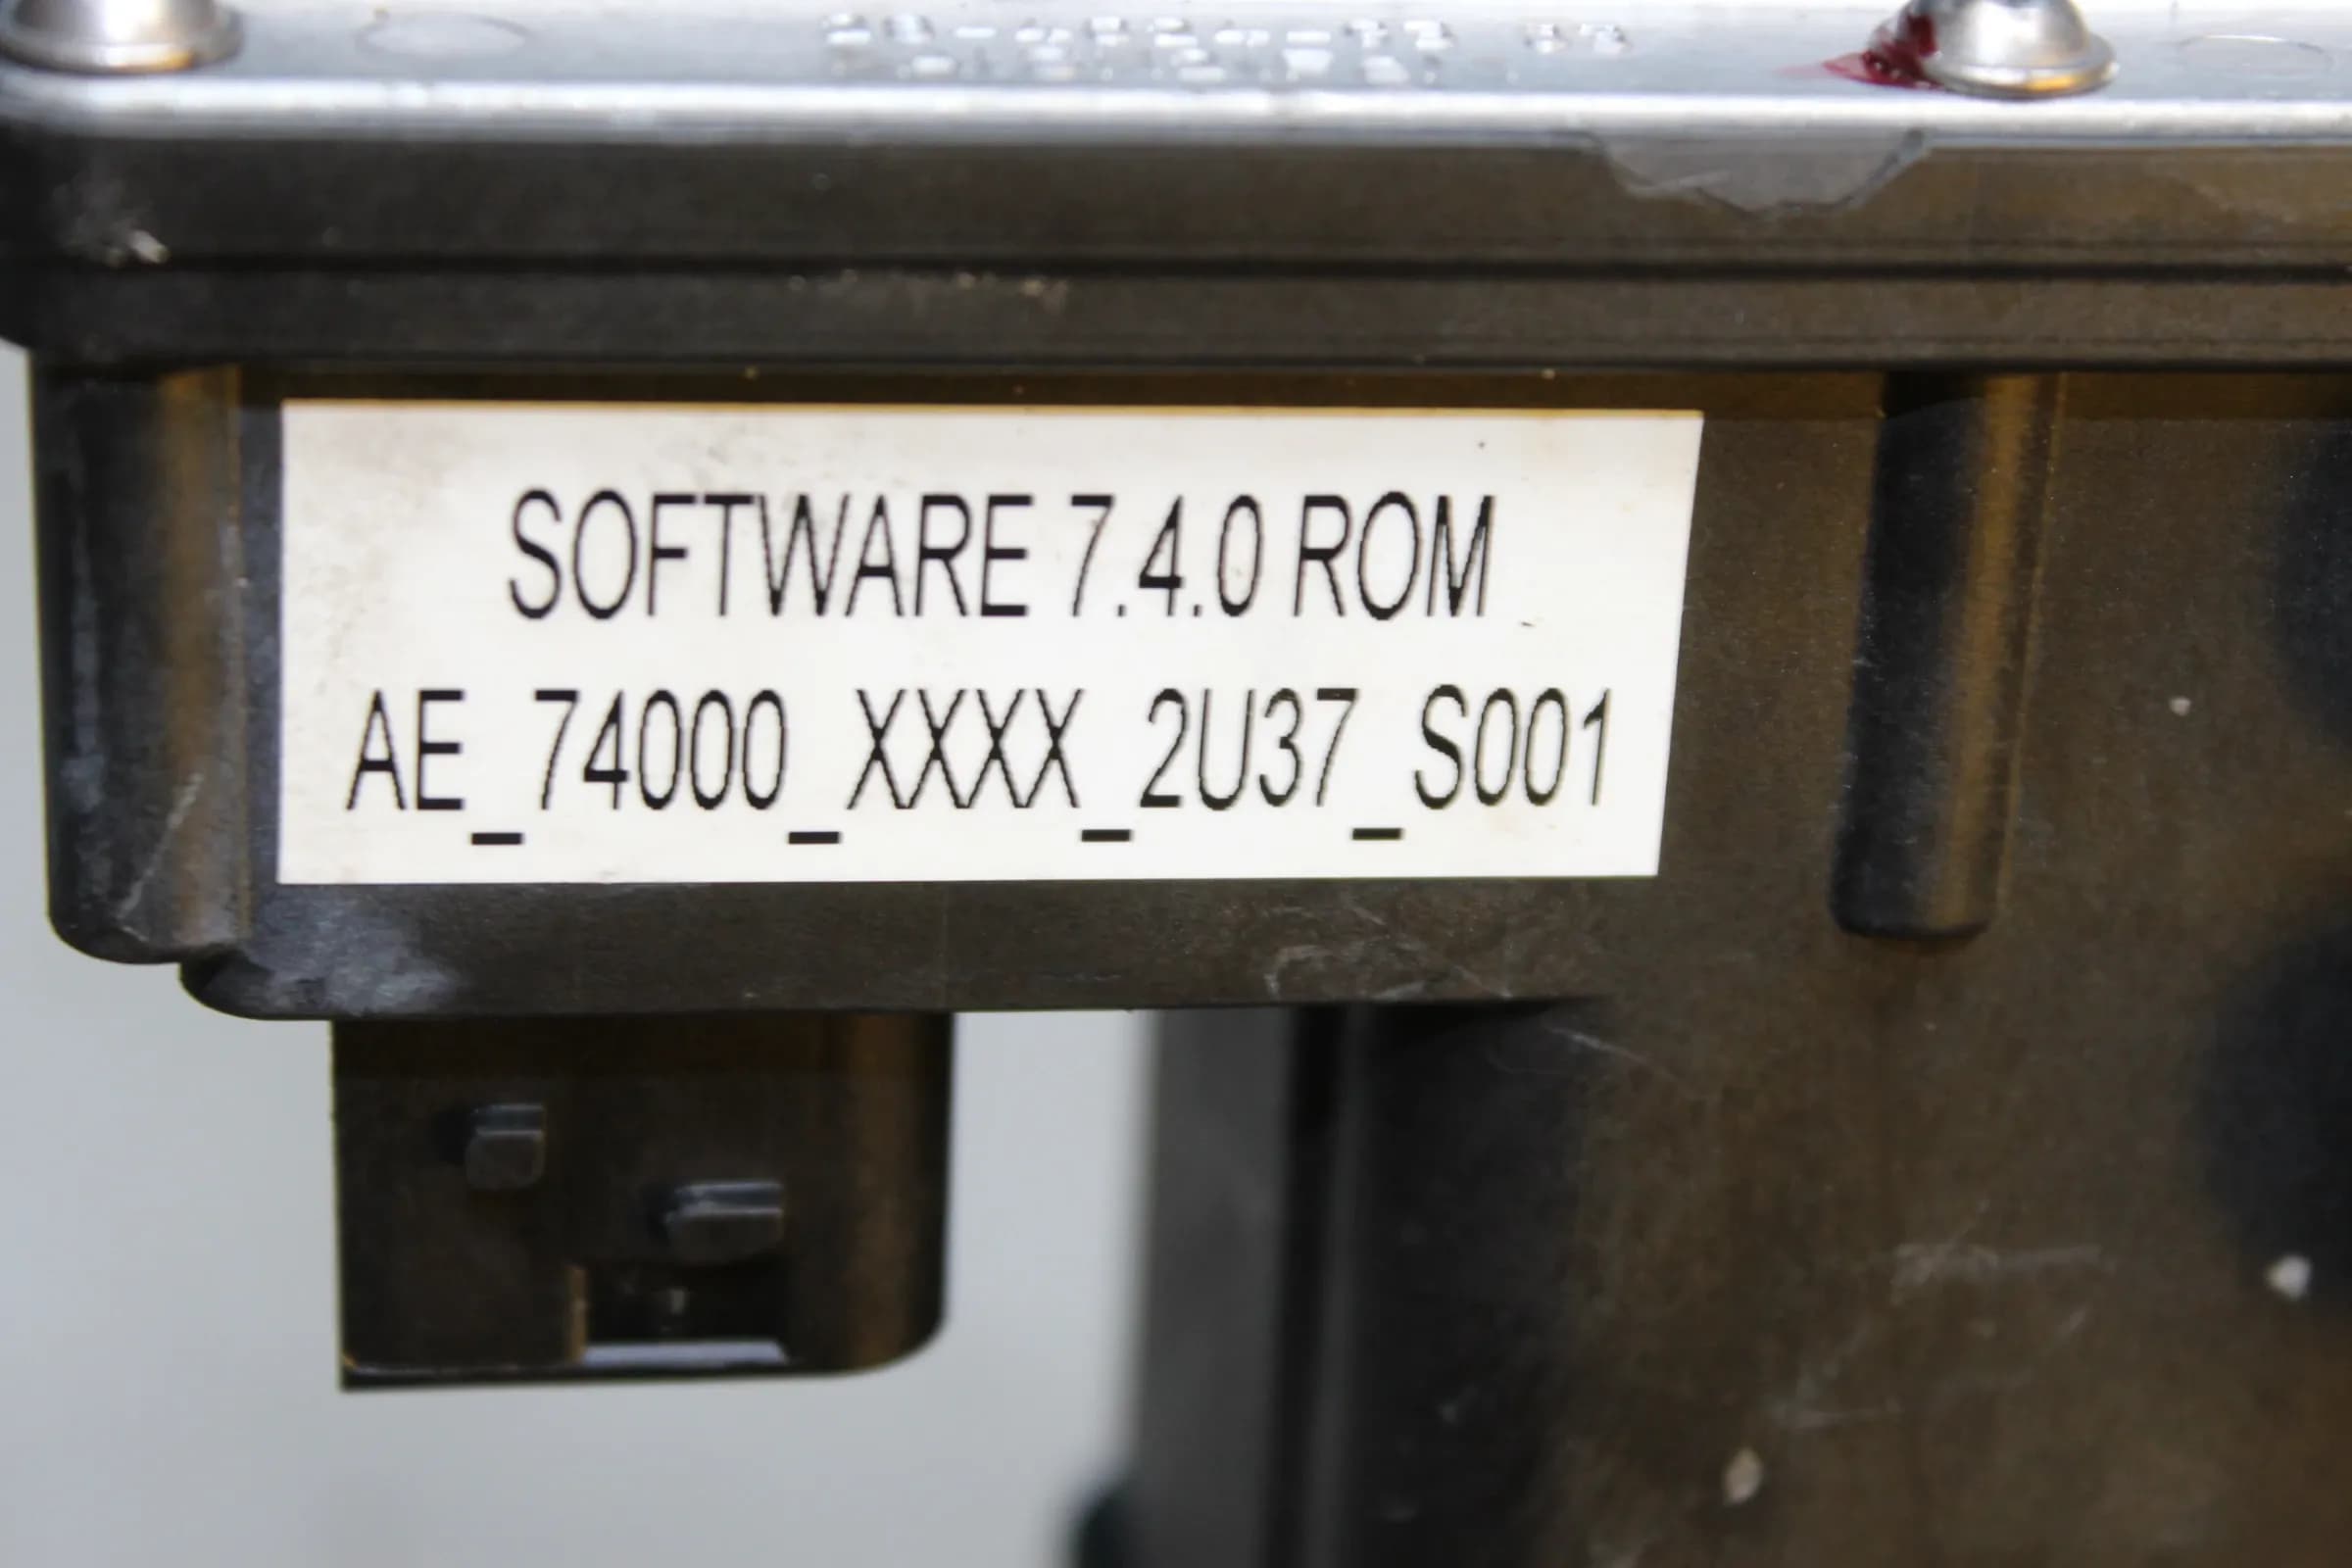 SOFTWARE 7.4.0 ROM
AE_74000_XXXX_2U37_S001